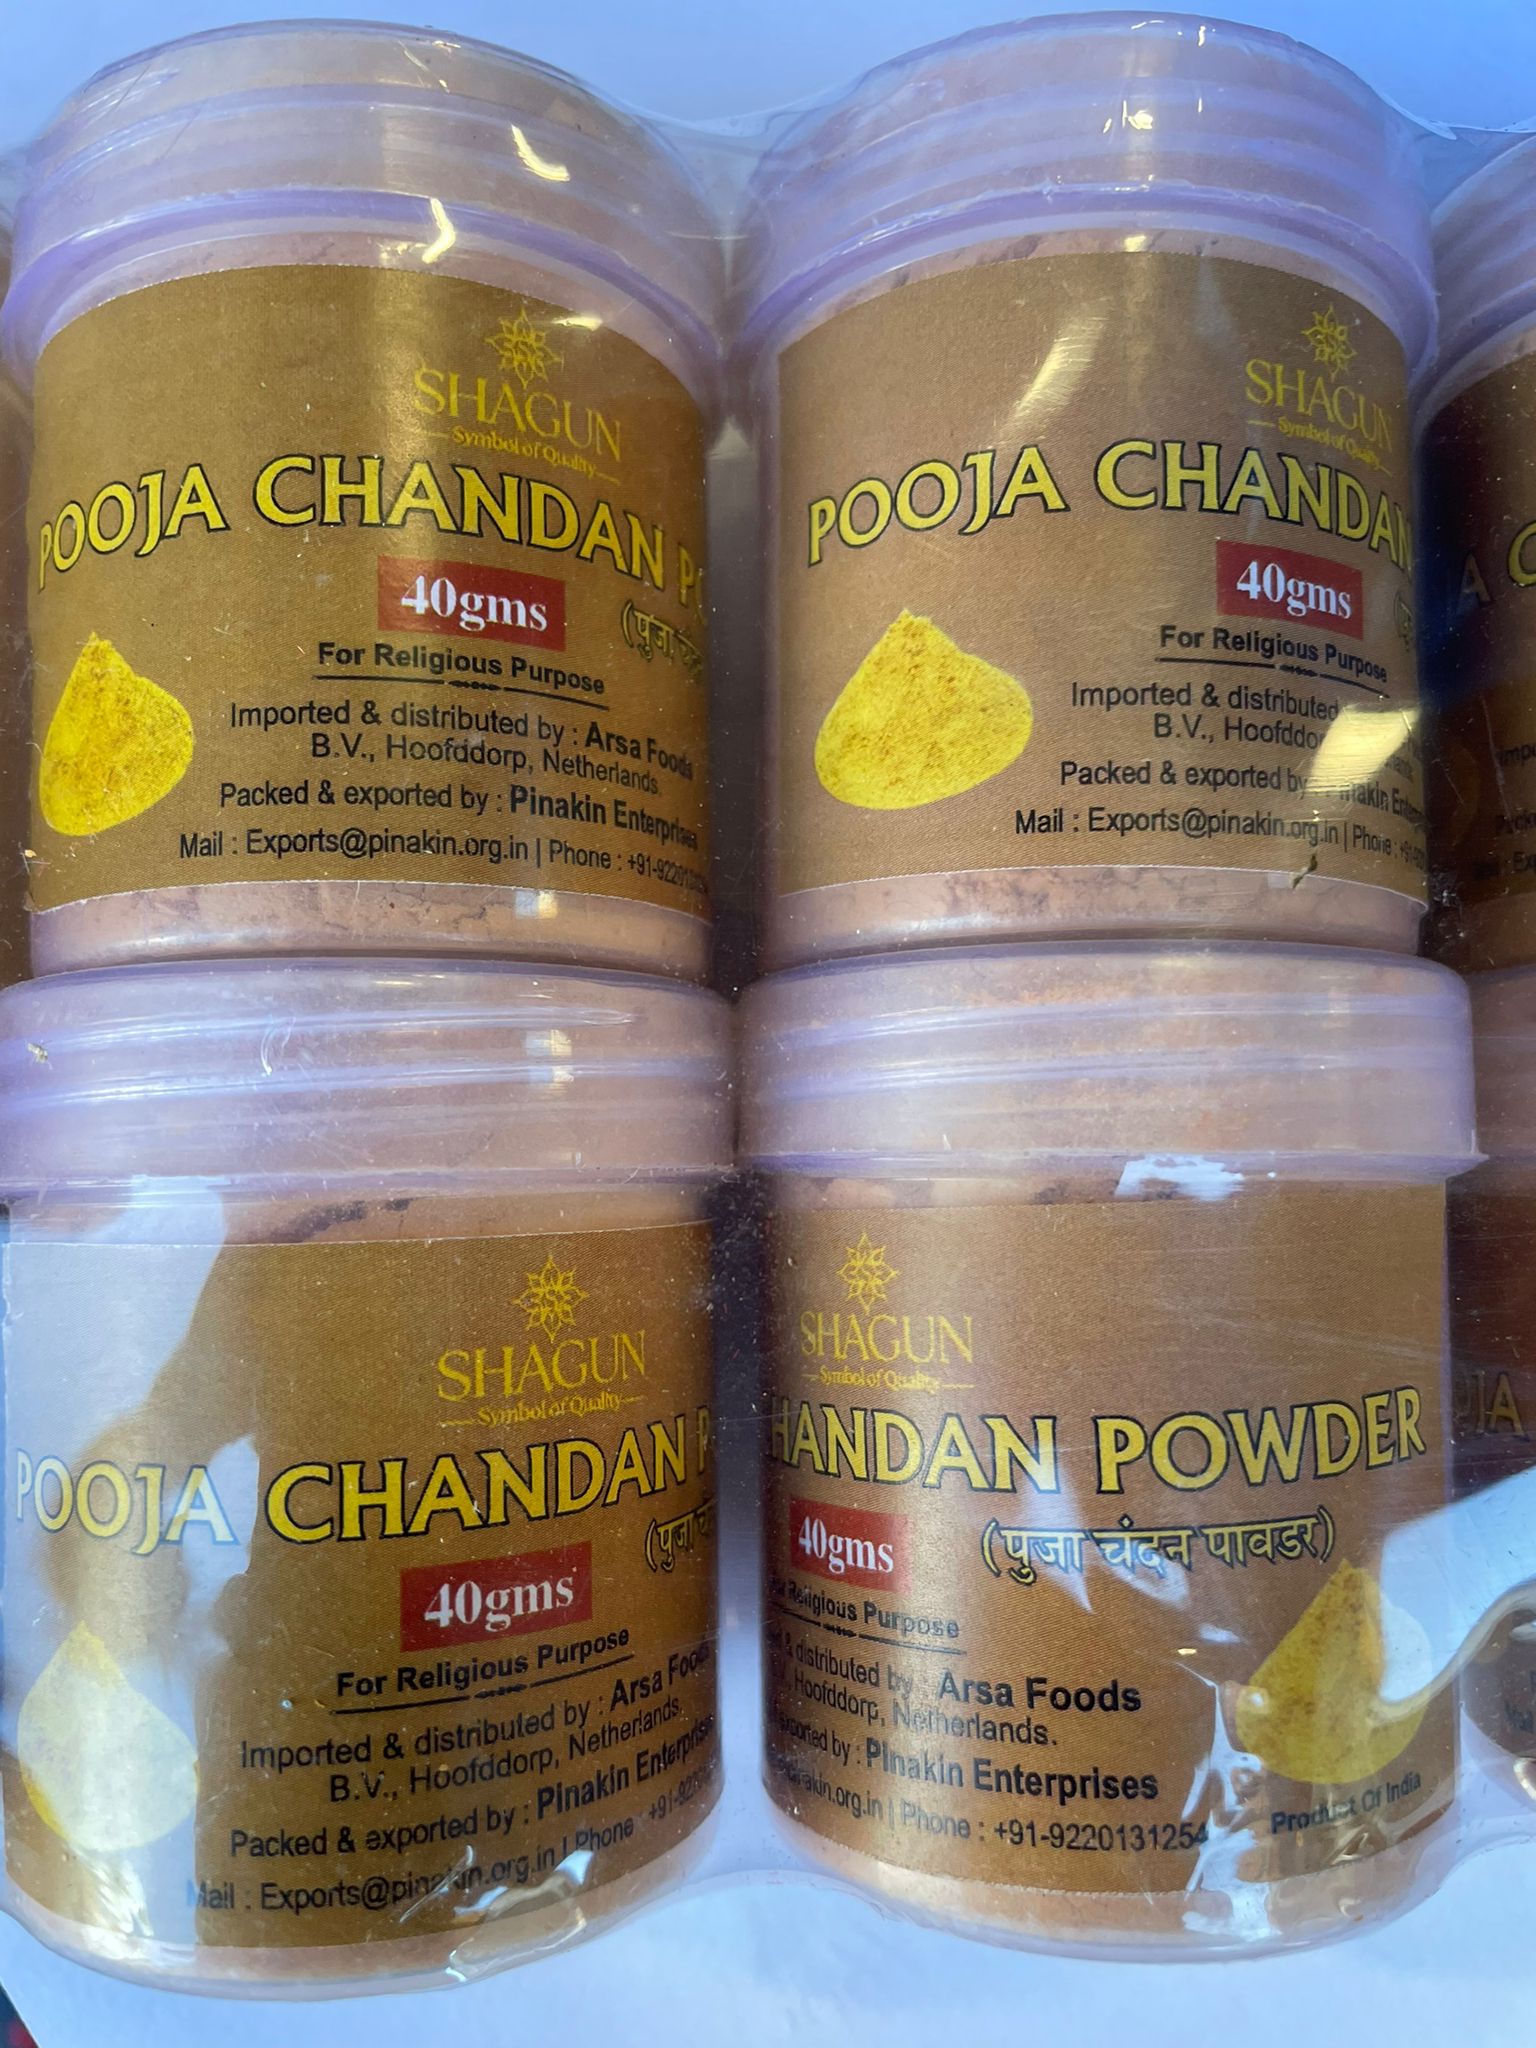 SHAGUN
Symbol of Quality
POOJA CHANDAN
40gms
(पुजा
For Religious Purpose
Imported & distributed by : Arsa Foods
B.V., Hoofddorp, Netherlands.
Packed & exported by : Pinakin Enterprises
Mail : Exports@pinakin.org.in | Phone :
SHAGUN
Symbol of Quality
POOJA CHANDAN
40gms
For Religious Purpose
Imported & distributed
B.V.,
Packed & exported by
Mail : Exports@pinakin.org.in | Phone :
SHAGUN
Symbol of Quality
POOJA CHANDAN
40gms
(पुजा
For Religious Purpose
Imported & distributed by : Arsa Foods
B.V., Hoofddorp, Netherlands.
Packed & exported by : Pinakin Enterprises
Mail : Exports@pinakin.org.in | Phone
SHAGUN
Symbol of Quality
HANDAN POWDER
40gms
(पुजा चंदन पावडर)
Religious Purpose
& distributed by : Arsa Foods
Hoofddorp, Netherlands.
by : Pinakin Enterprises
| Phone : +91-9220131254
Product Of India